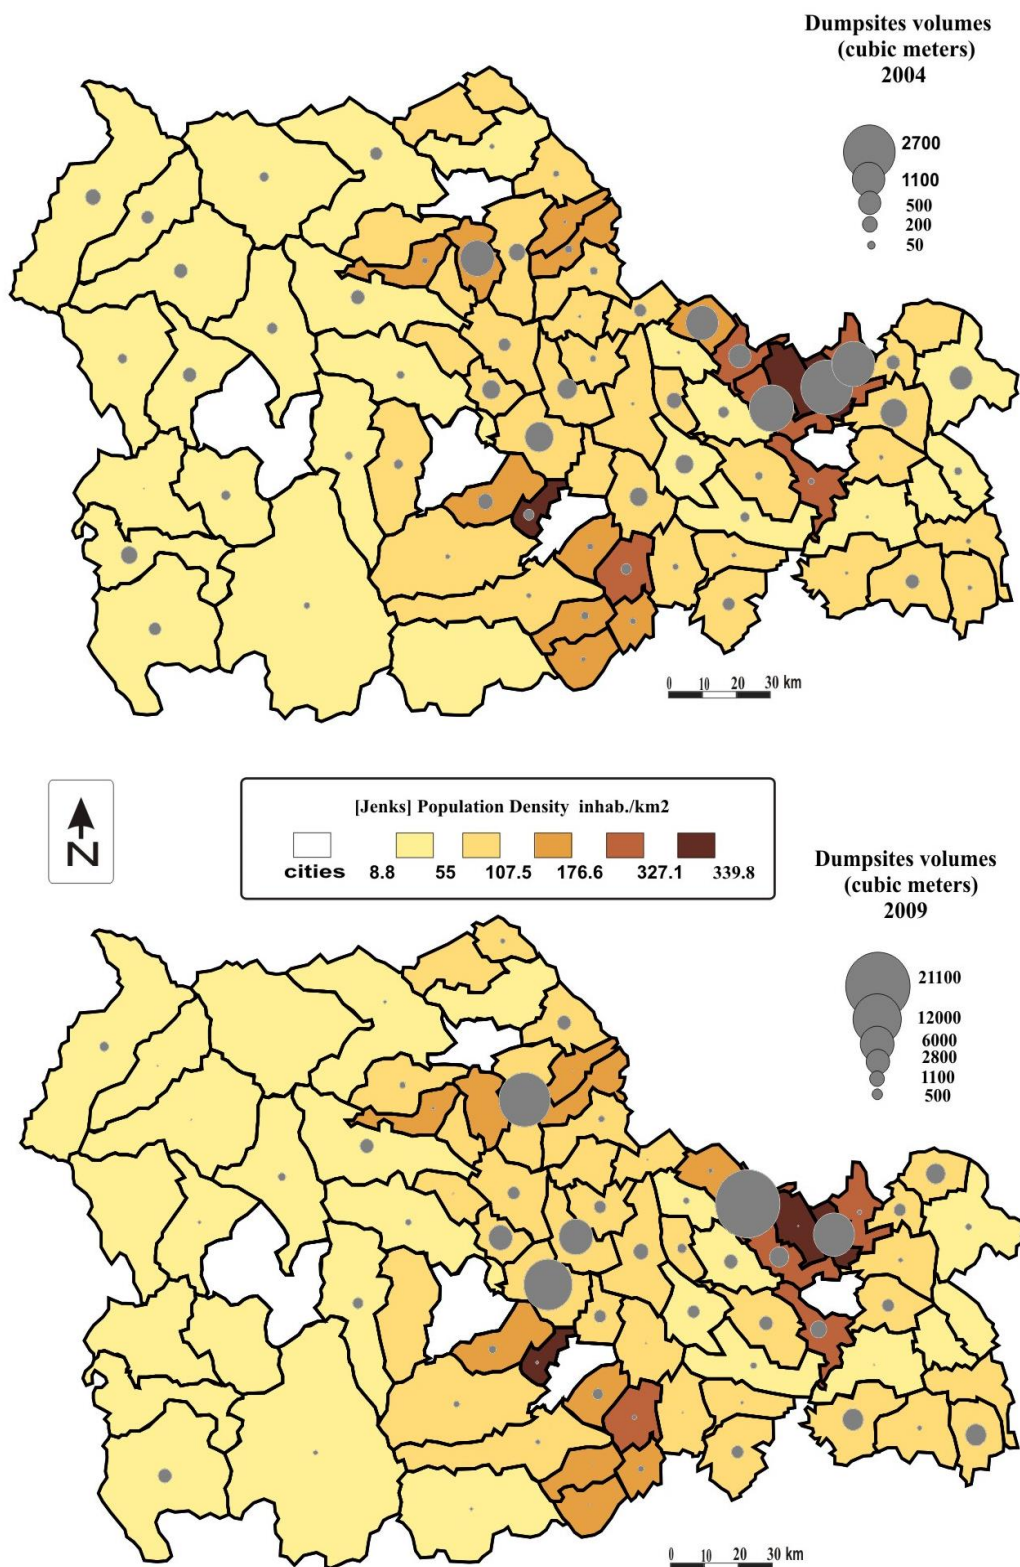 Dumpsites volumes
(cubic meters)
2004
2700
1100
500
200
50
0 10 20 30 km
N
[Jenks] Population Density inhab./km2
cities 8.8 55 107.5 176.6 327.1 339.8
Dumpsites volumes
(cubic meters)
2009
21100
12000
6000
2800
1100
500
0 10 20 30 km